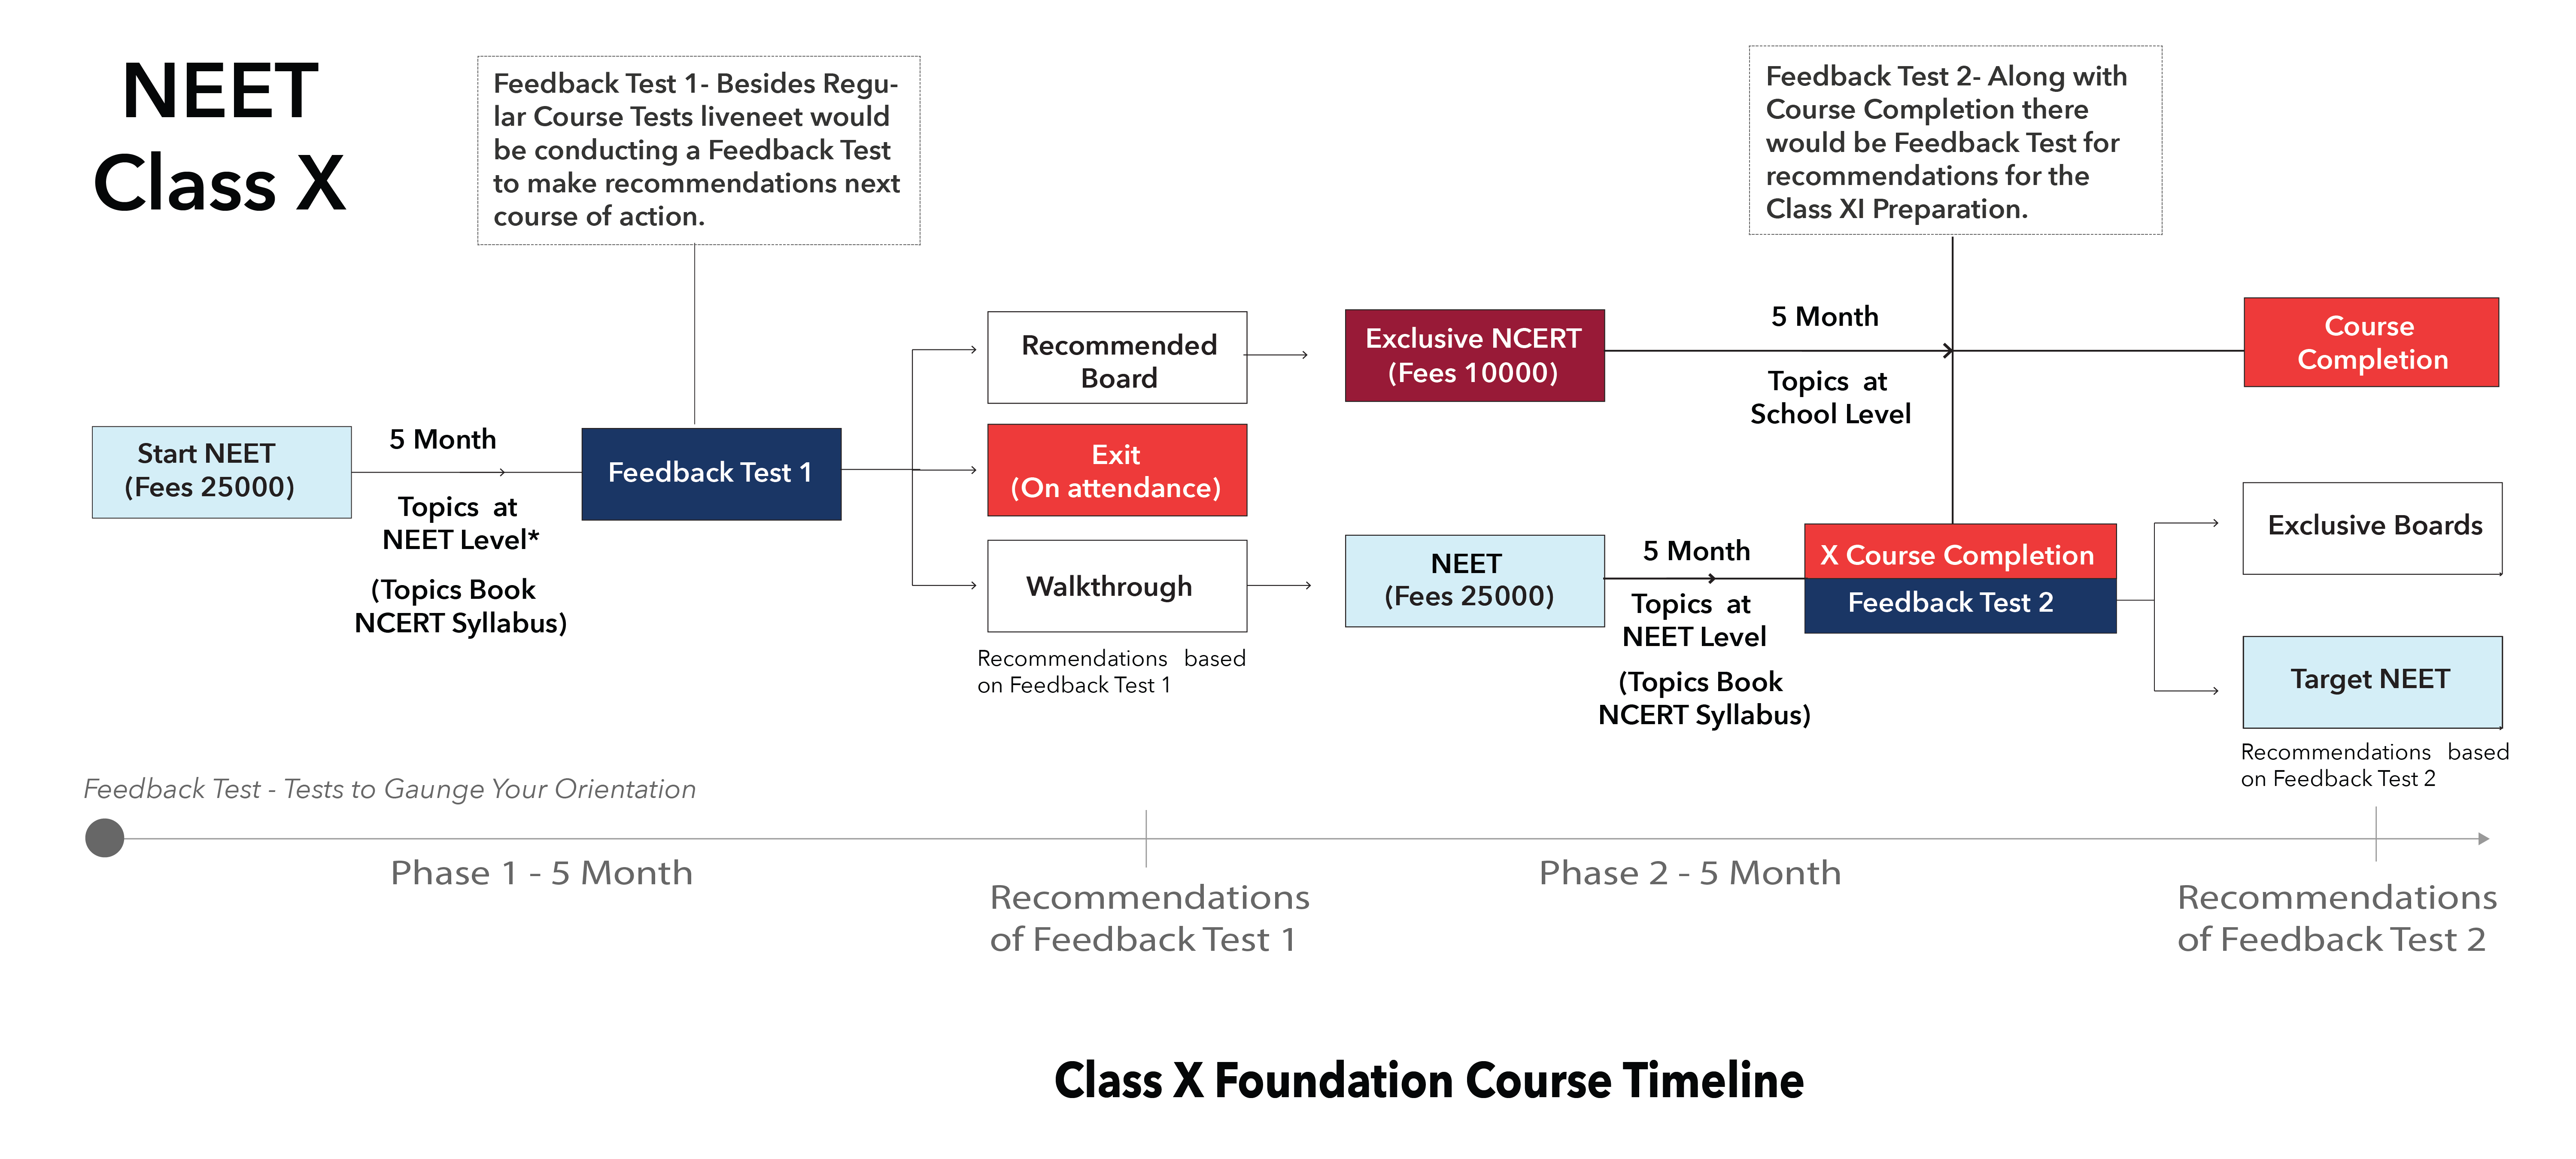 NEET
Class X
Feedback Test 1- Besides Regu-
lar Course Tests liveneet would
be conducting a Feedback Test
to make recommendations next
course of action.
Feedback Test 2- Along with
Course Completion there
would be Feedback Test for
recommendations for the
Class XI Preparation.
Start NEET
(Fees 25000)
5 Month
Topics at
NEET Level*
(Topics Book
NCERT Syllabus)
Feedback Test 1
Recommended
Board
Exit
(On attendance)
Walkthrough
Recommendations based
on Feedback Test 1
Exclusive NCERT
(Fees 10000)
5 Month
Topics at
School Level
Course
Completion
NEET
(Fees 25000)
5 Month
Topics at
NEET Level
(Topics Book
NCERT Syllabus)
X Course Completion
Feedback Test 2
Exclusive Boards
Target NEET
Recommendations based
on Feedback Test 2
Feedback Test - Tests to Gaunge Your Orientation
Phase 1 - 5 Month
Recommendations
of Feedback Test 1
Phase 2 - 5 Month
Recommendations
of Feedback Test 2
Class X Foundation Course Timeline